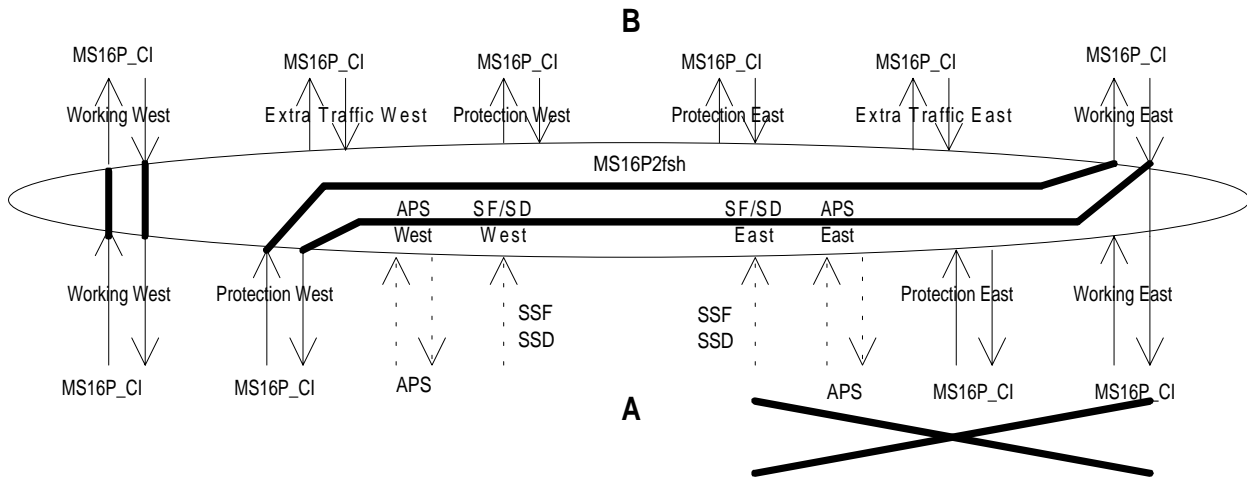 B
MS16P_CI MS16P_CI MS16P_CI MS16P_CI MS16P_CI MS16P_CI
Working West Extra Traffic West Protection West Protection East Extra Traffic East Working East
MS16P2fsh
APS SF/SD SF/SD APS
West West East East
Working West Protection West Protection East Working East
SSF SSF
SSD SSD
MS16P_CI MS16P_CI APS APS MS16P_CI MS16P_CI
A